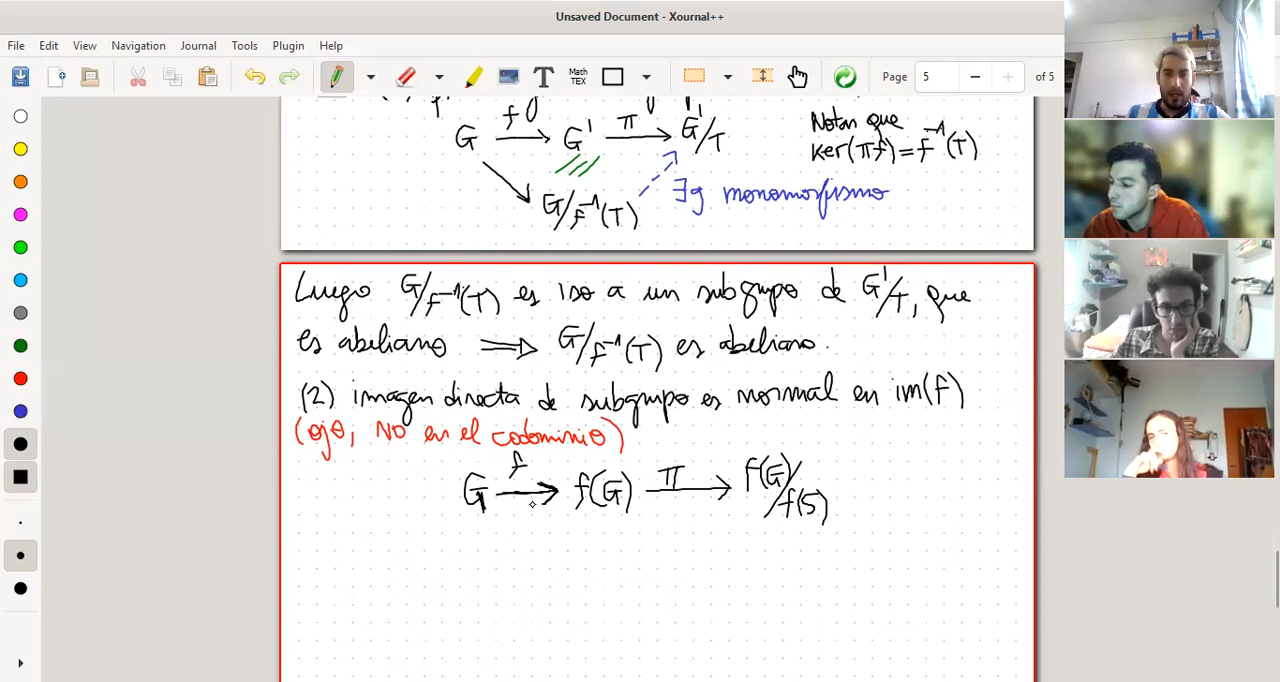 Unsaved Document - Xournal++
File Edit View Navigation Journal Tools Plugin Help
Math TEX
Page 5 of 5
G f G' π G'/T
Notar que
ker(πf)=f⁻¹(T)
G/f⁻¹(T) ∃g monomorfismo
Luego G/f⁻¹(T) es iso a un subgrupo de G'/T, que
es abeliano ⟹ G/f⁻¹(T) es abeliano.
(2) imagen directa de subgrupo es normal en im(f)
(ojo, NO en el codominio)
G f f(G) π f(G)/f(S)